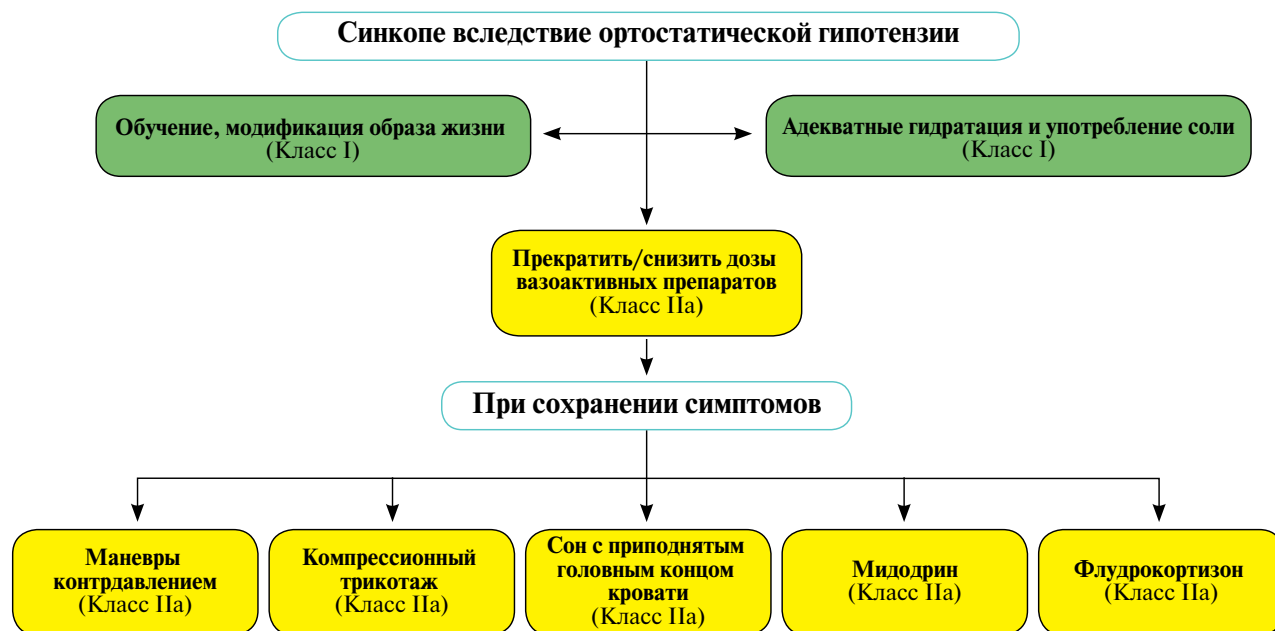 Синкопе вследствие ортостатической гипотензии
Обучение, модификация образа жизни
(Класс I)
Адекватные гидратация и употребление соли
(Класс I)
Прекратить/снизить дозы
вазоактивных препаратов
(Класс IIa)
При сохранении симптомов
Маневры
контрдавлением
(Класс IIa)
Компрессионный
трикотаж
(Класс IIa)
Сон с приподнятым
головным концом
кровати
(Класс IIa)
Мидодрин
(Класс IIa)
Флудрокортизон
(Класс IIa)